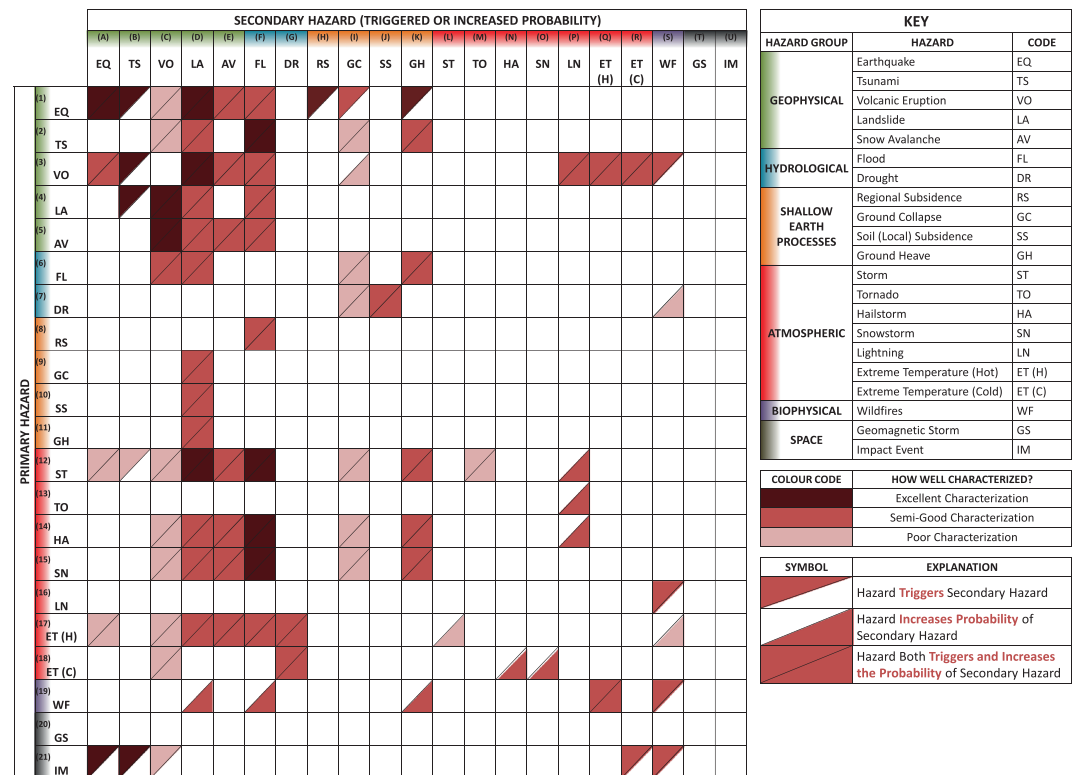 SECONDARY HAZARD (TRIGGERED OR INCREASED PROBABILITY)
(A) (B) (C) (D) (E) (F) (G) (H) (I) (J) (K) (L) (M) (N) (O) (P) (Q) (R) (S) (T) (U)
EQ TS VO LA AV FL DR RS GC SS GH ST TO HA SN LN ET (H) ET (C) WF GS IM
PRIMARY HAZARD
(1) EQ
(2) TS
(3) VO
(4) LA
(5) AV
(6) FL
(7) DR
(8) RS
(9) GC
(10) SS
(11) GH
(12) ST
(13) TO
(14) HA
(15) SN
(16) LN
(17) ET (H)
(18) ET (C)
(19) WF
(20) GS
(21) IM
KEY
HAZARD GROUP HAZARD CODE
GEOPHYSICAL
Earthquake EQ
Tsunami TS
Volcanic Eruption VO
Landslide LA
Snow Avalanche AV
HYDROLOGICAL
Flood FL
Drought DR
SHALLOW
EARTH
PROCESSES
Regional Subsidence RS
Ground Collapse GC
Soil (Local) Subsidence SS
Ground Heave GH
ATMOSPHERIC
Storm ST
Tornado TO
Hailstorm HA
Snowstorm SN
Lightning LN
Extreme Temperature (Hot) ET (H)
Extreme Temperature (Cold) ET (C)
BIOPHYSICAL
Wildfires WF
SPACE
Geomagnetic Storm GS
Impact Event IM
COLOUR CODE HOW WELL CHARACTERIZED?
Excellent Characterization
Semi-Good Characterization
Poor Characterization
SYMBOL EXPLANATION
Hazard Triggers Secondary Hazard
Hazard Increases Probability of
Secondary Hazard
Hazard Both Triggers and Increases
the Probability of Secondary Hazard